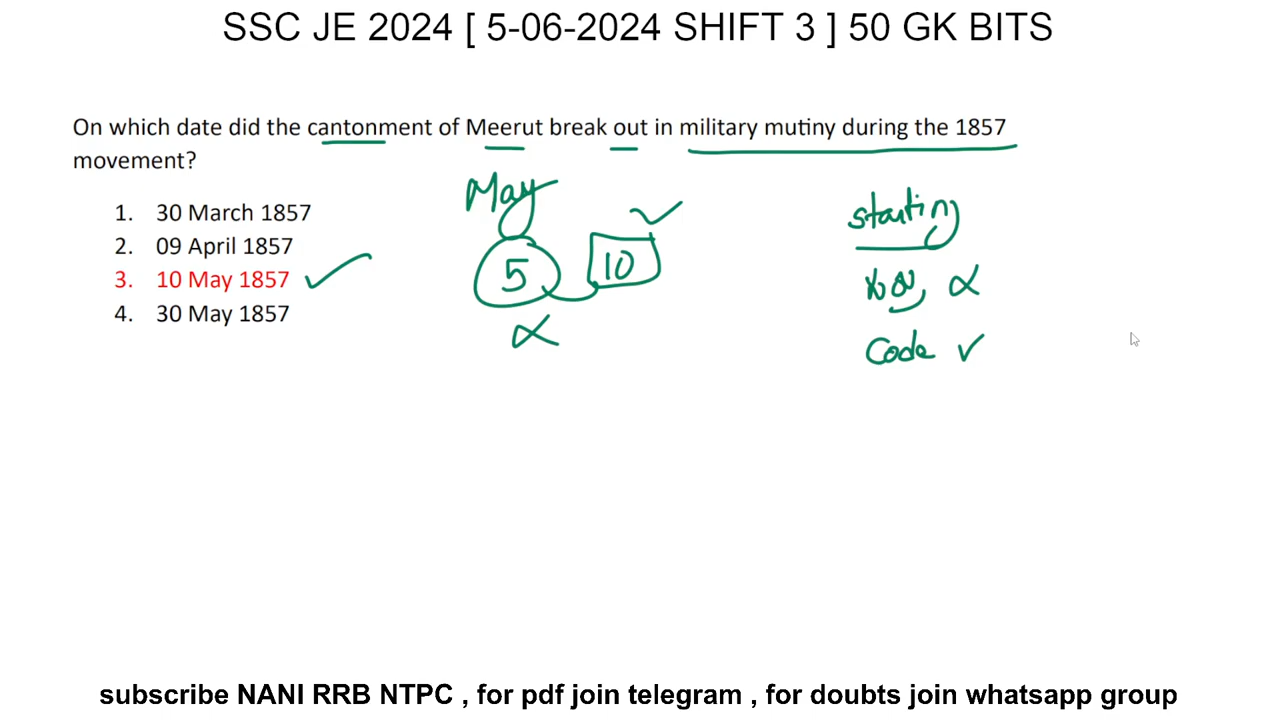 SSC JE 2024 [ 5-06-2024 SHIFT 3 ] 50 GK BITS
On which date did the cantonment of Meerut break out in military mutiny during the 1857
movement?
1. 30 March 1857
2. 09 April 1857
3. 10 May 1857
4. 30 May 1857
May
5 10
starting
Code
subscribe NANI RRB NTPC , for pdf join telegram , for doubts join whatsapp group